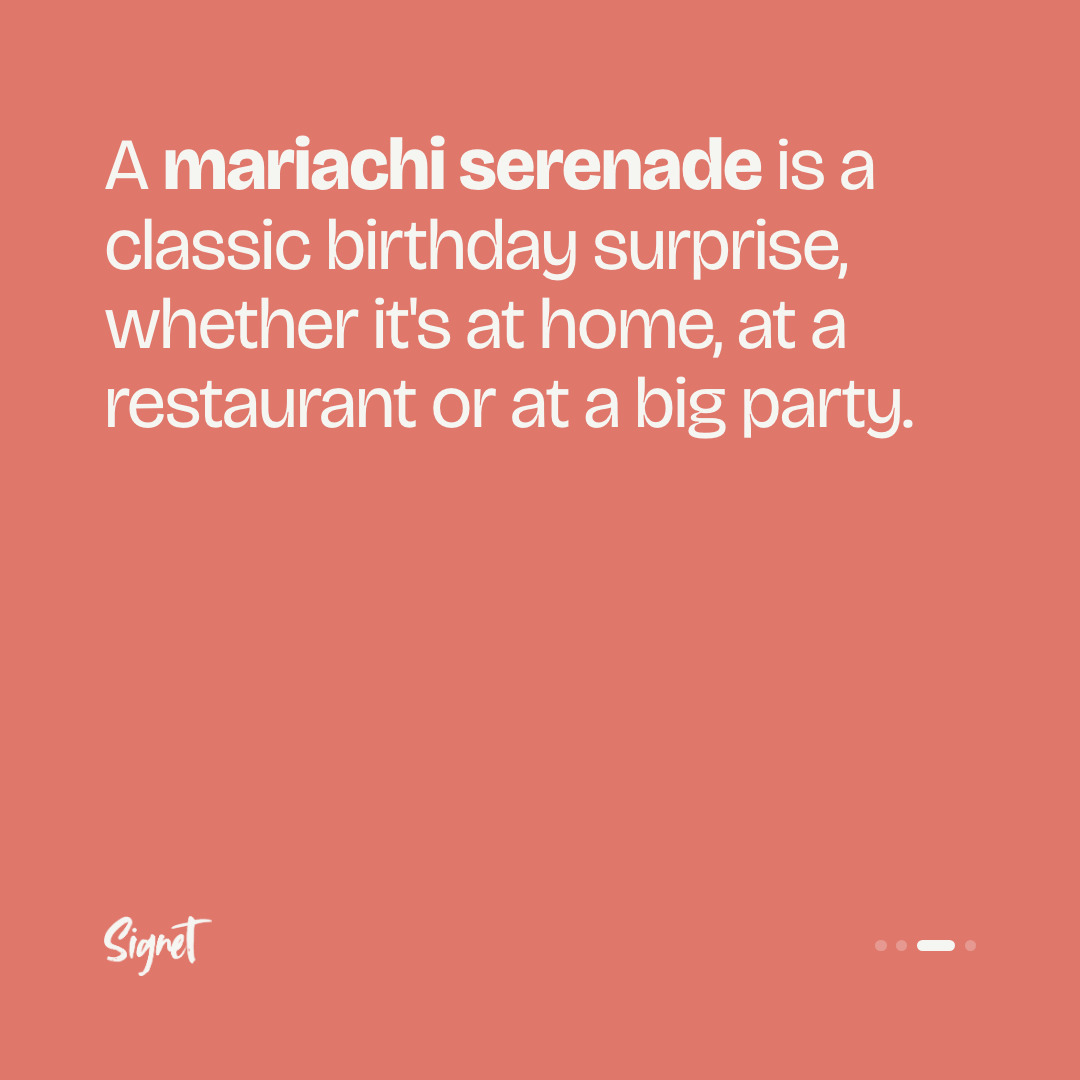 A mariachi serenade is a
classic birthday surprise,
whether it's at home, at a
restaurant or at a big party.
Signet